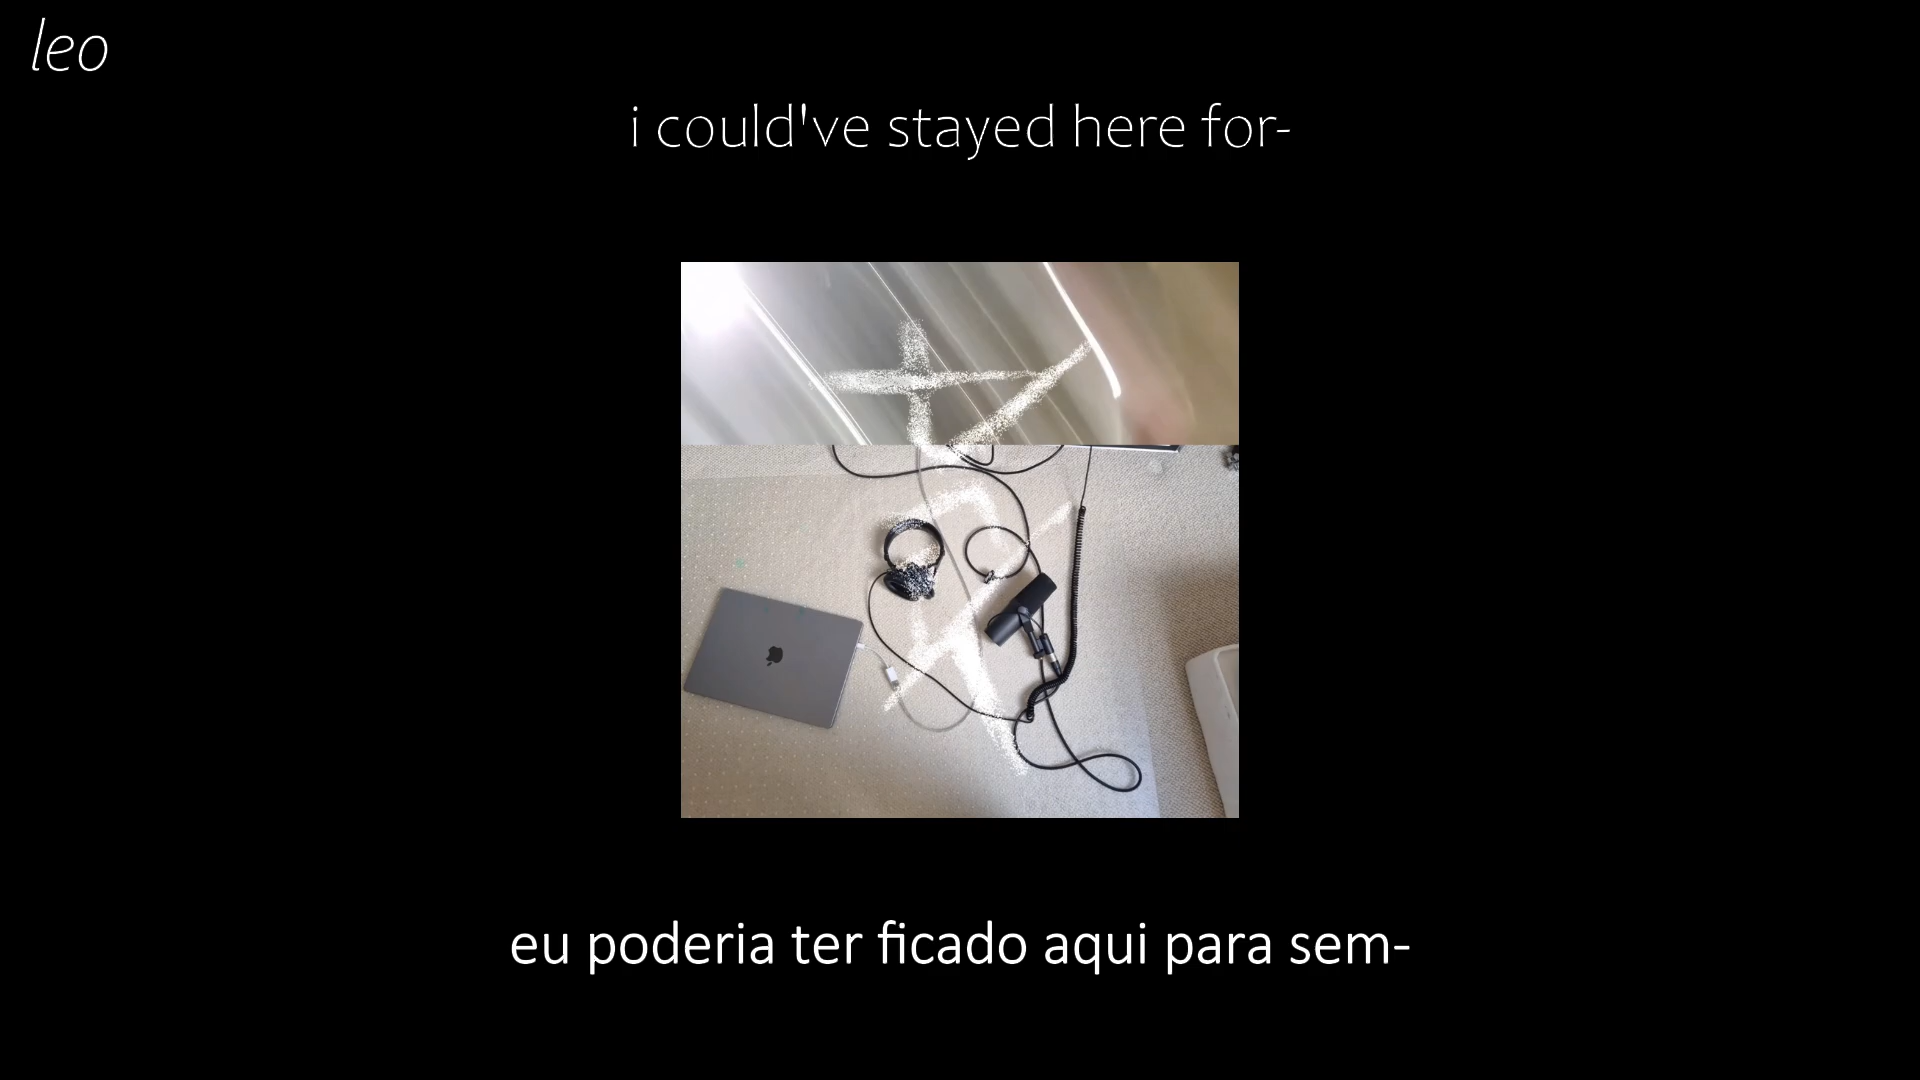 leo
i could've stayed here for-
eu poderia ter ficado aqui para sem-